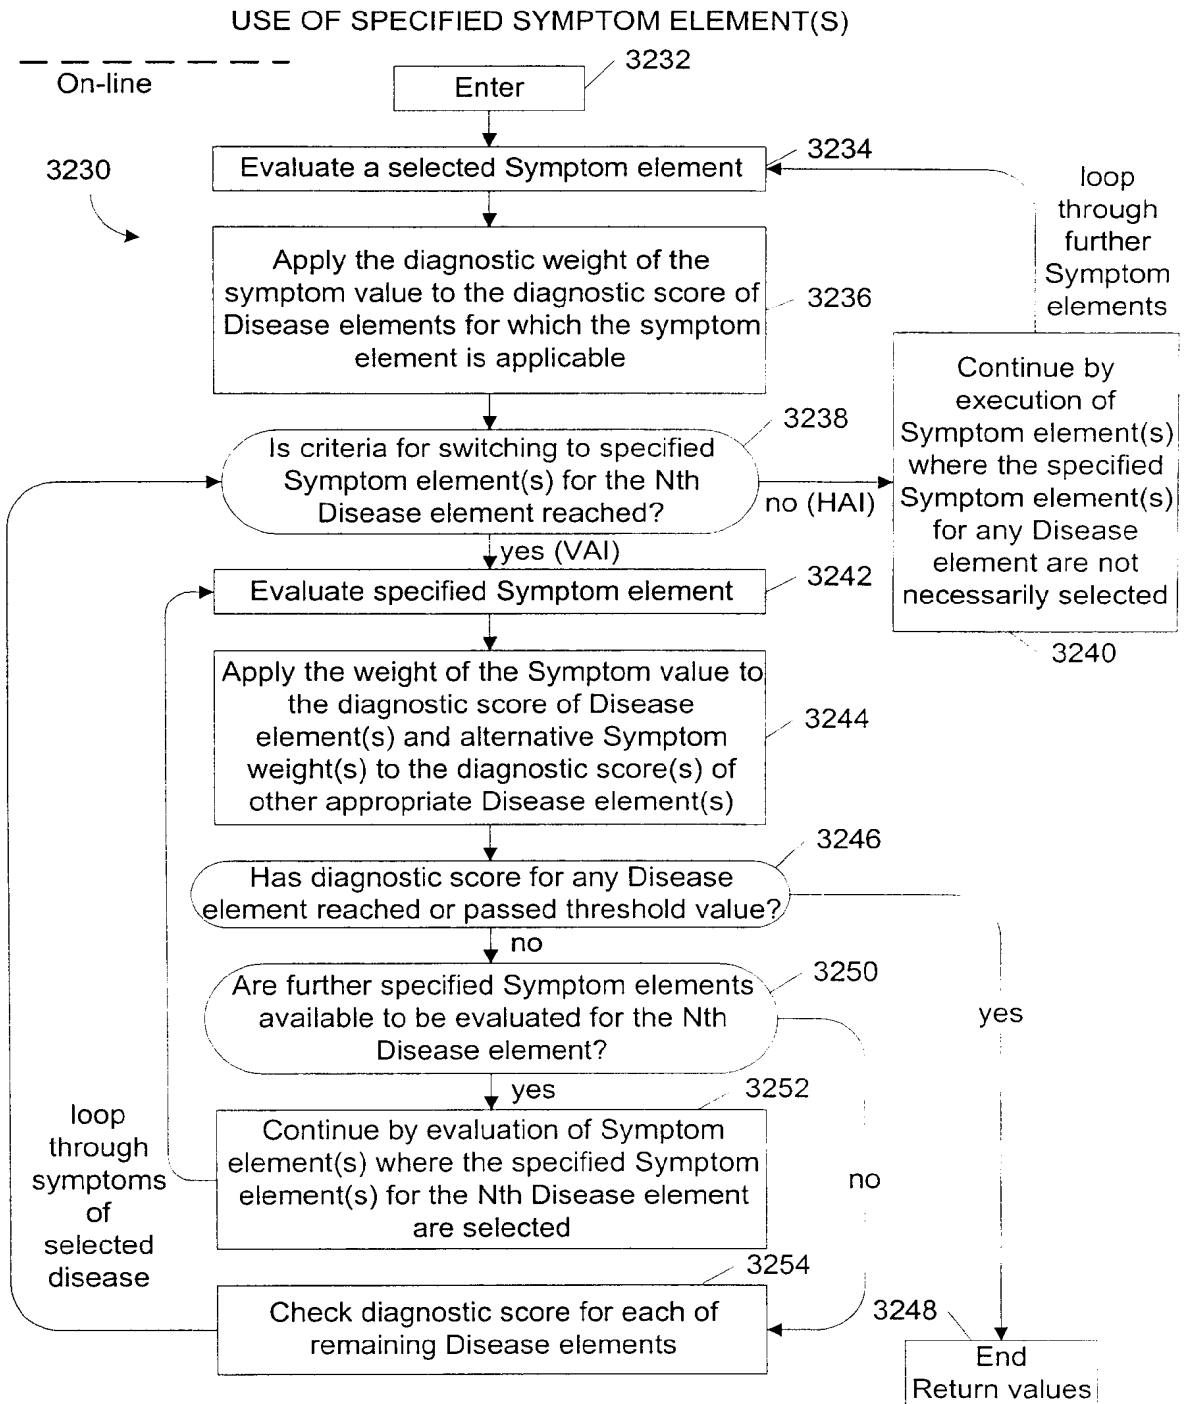 USE OF SPECIFIED SYMPTOM ELEMENT(S)
On-line
3232
Enter
3234
Evaluate a selected Symptom element
3230
loop
through
further
Symptom
elements
Apply the diagnostic weight of the
symptom value to the diagnostic score of
Disease elements for which the symptom
element is applicable
3236
3238
Is criteria for switching to specified
Symptom element(s) for the Nth
Disease element reached?
no (HAI)
yes (VAI)
Continue by
execution of
Symptom element(s)
where the specified
Symptom element(s)
for any Disease
element are not
necessarily selected
3240
Evaluate specified Symptom element
3242
Apply the weight of the Symptom value to
the diagnostic score of Disease
element(s) and alternative Symptom
weight(s) to the diagnostic score(s) of
other appropriate Disease element(s)
3244
3246
Has diagnostic score for any Disease
element reached or passed threshold value?
no
3250
Are further specified Symptom elements
available to be evaluated for the Nth
Disease element?
yes
yes
3252
Continue by evaluation of Symptom
element(s) where the specified Symptom
element(s) for the Nth Disease element
are selected
no
loop
through
symptoms
of
selected
disease
3254
Check diagnostic score for each of
remaining Disease elements
3248
End
Return values